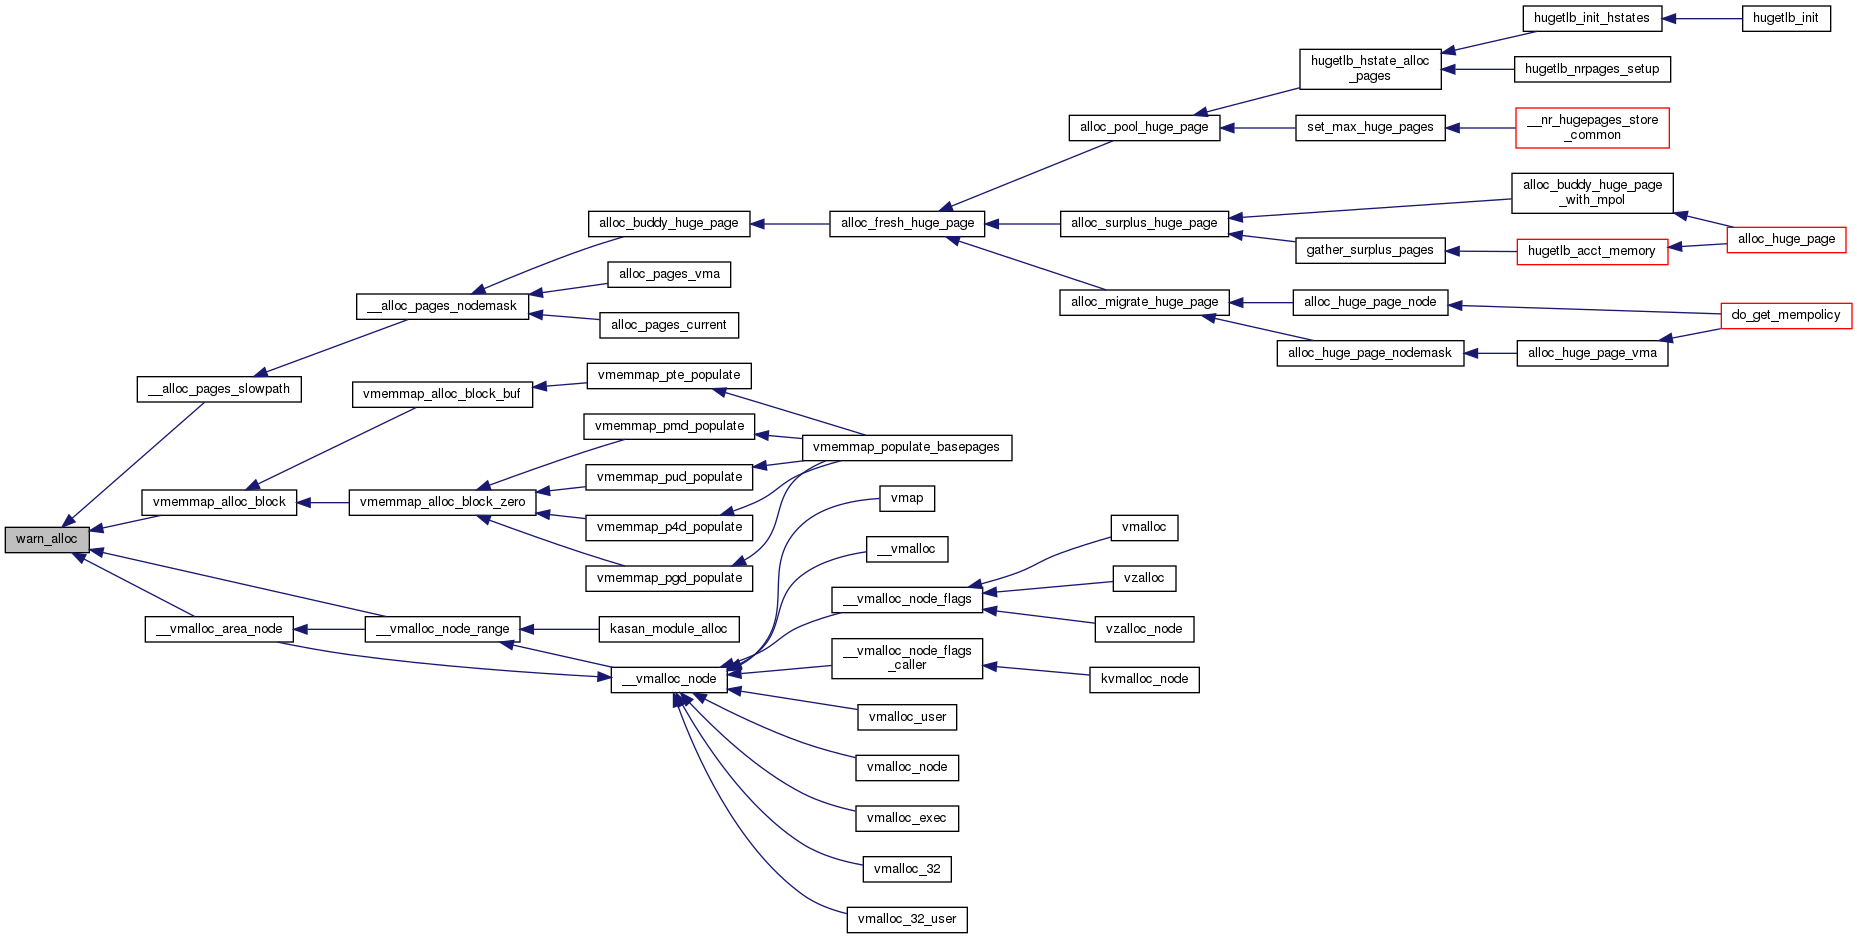 hugetlb_init_hstates
hugetlb_init
hugetlb_hstate_alloc
_pages
hugetlb_nrpages_setup
alloc_pool_huge_page
set_max_huge_pages
__nr_hugepages_store
_common
alloc_buddy_huge_page
_with_mpol
alloc_buddy_huge_page
alloc_fresh_huge_page
alloc_surplus_huge_page
gather_surplus_pages
hugetlb_acct_memory
alloc_huge_page
alloc_pages_vma
__alloc_pages_nodemask
alloc_pages_current
alloc_migrate_huge_page
alloc_huge_page_node
do_get_mempolicy
alloc_huge_page_nodemask
alloc_huge_page_vma
__alloc_pages_slowpath
vmemmap_alloc_block_buf
vmemmap_pte_populate
vmemmap_pmd_populate
vmemmap_populate_basepages
vmemmap_pud_populate
vmemmap_alloc_block
vmemmap_alloc_block_zero
vmemmap_p4d_populate
vmemmap_pgd_populate
warn_alloc
vmap
__vmalloc
vmalloc
vzalloc
__vmalloc_node_flags
vzalloc_node
__vmalloc_area_node
__vmalloc_node_range
kasan_module_alloc
__vmalloc_node_flags
_caller
kvmalloc_node
__vmalloc_node
vmalloc_user
vmalloc_node
vmalloc_exec
vmalloc_32
vmalloc_32_user